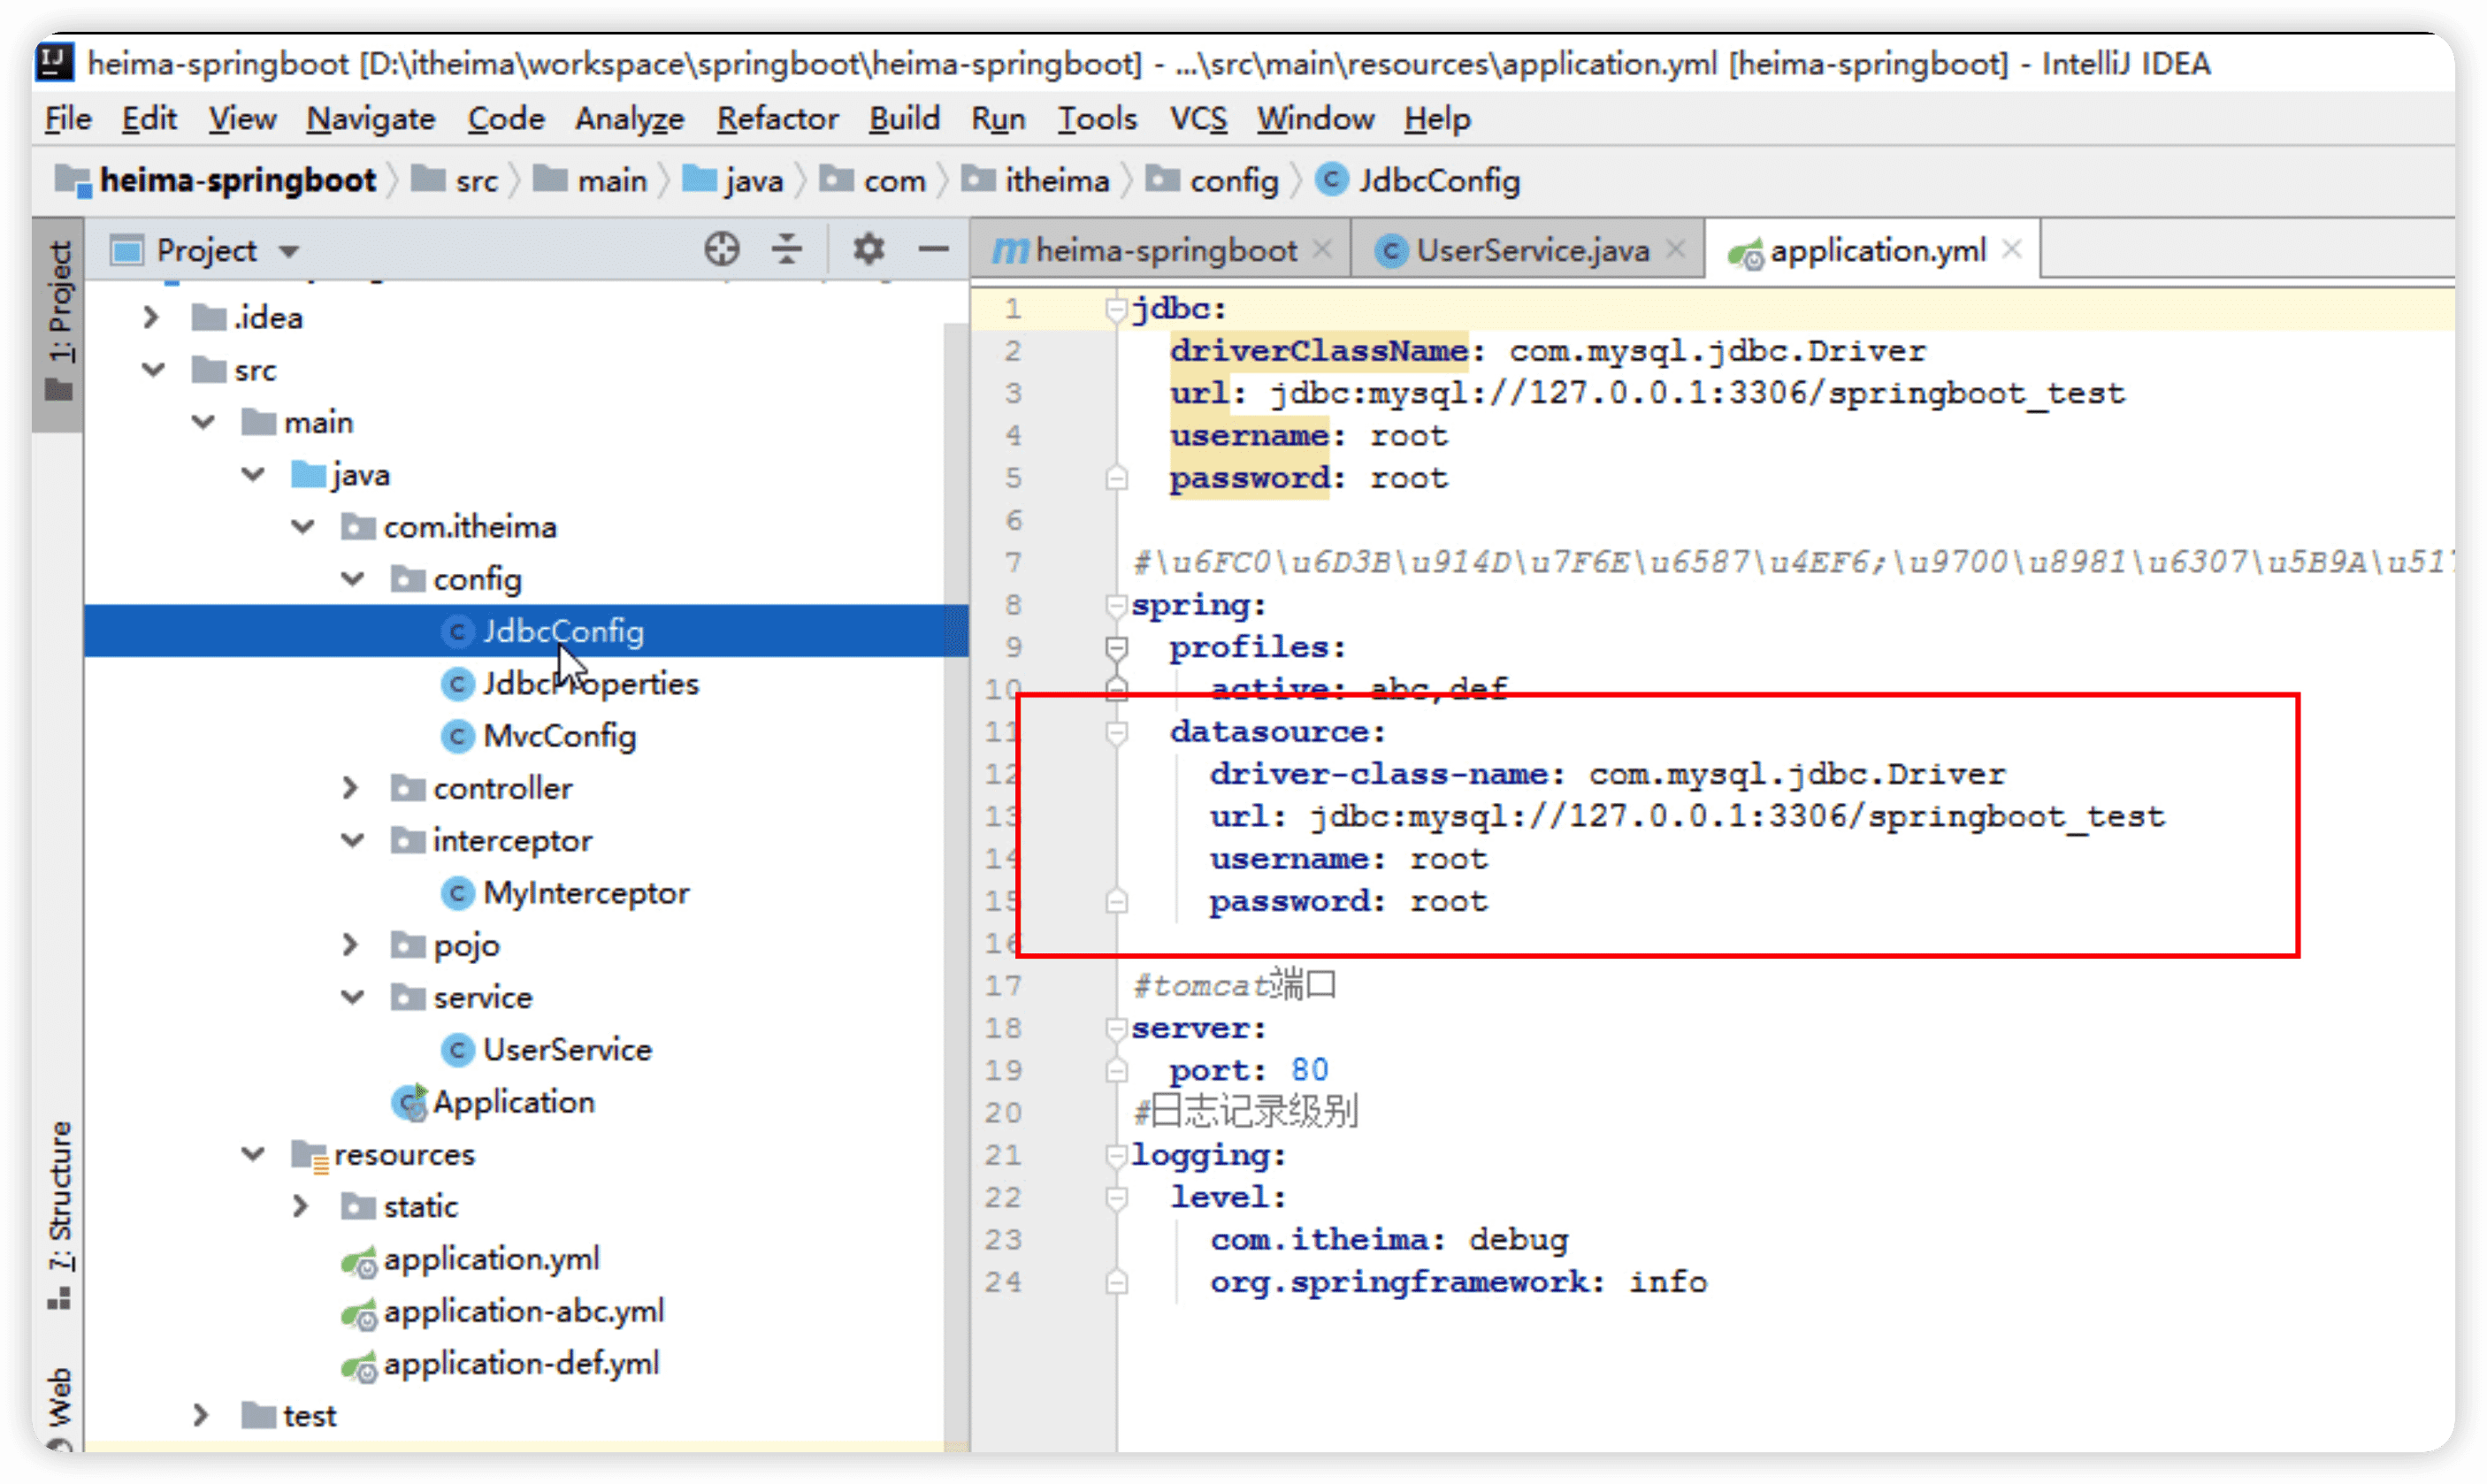 heima-springboot [D:\itheima\workspace\springboot\heima-springboot] - ...\src\main\resources\application.yml [heima-springboot] - IntelliJ IDEA
File Edit View Navigate Code Analyze Refactor Build Run Tools VCS Window Help
heima-springboot src main java com itheima config JdbcConfig
1: Project
7: Structure
Web
Project
.idea
src
main
java
com.itheima
config
JdbcConfig
JdbcProperties
MvcConfig
controller
interceptor
MyInterceptor
pojo
service
UserService
Application
resources
static
application.yml
application-abc.yml
application-def.yml
test
heima-springboot UserService.java application.yml
1 jdbc:
2 driverClassName: com.mysql.jdbc.Driver
3 url: jdbc:mysql://127.0.0.1:3306/springboot_test
4 username: root
5 password: root
6
7 #\u6FC0\u6D3B\u914D\u7F6E\u6587\u4EF6;\u9700\u8981\u6307\u5B9A\u51
8 spring:
9 profiles:
10 active: abc,def
11 datasource:
12 driver-class-name: com.mysql.jdbc.Driver
13 url: jdbc:mysql://127.0.0.1:3306/springboot_test
14 username: root
15 password: root
16
17 #tomcat端口
18 server:
19 port: 80
20 #日志记录级别
21 logging:
22 level:
23 com.itheima: debug
24 org.springframework: info